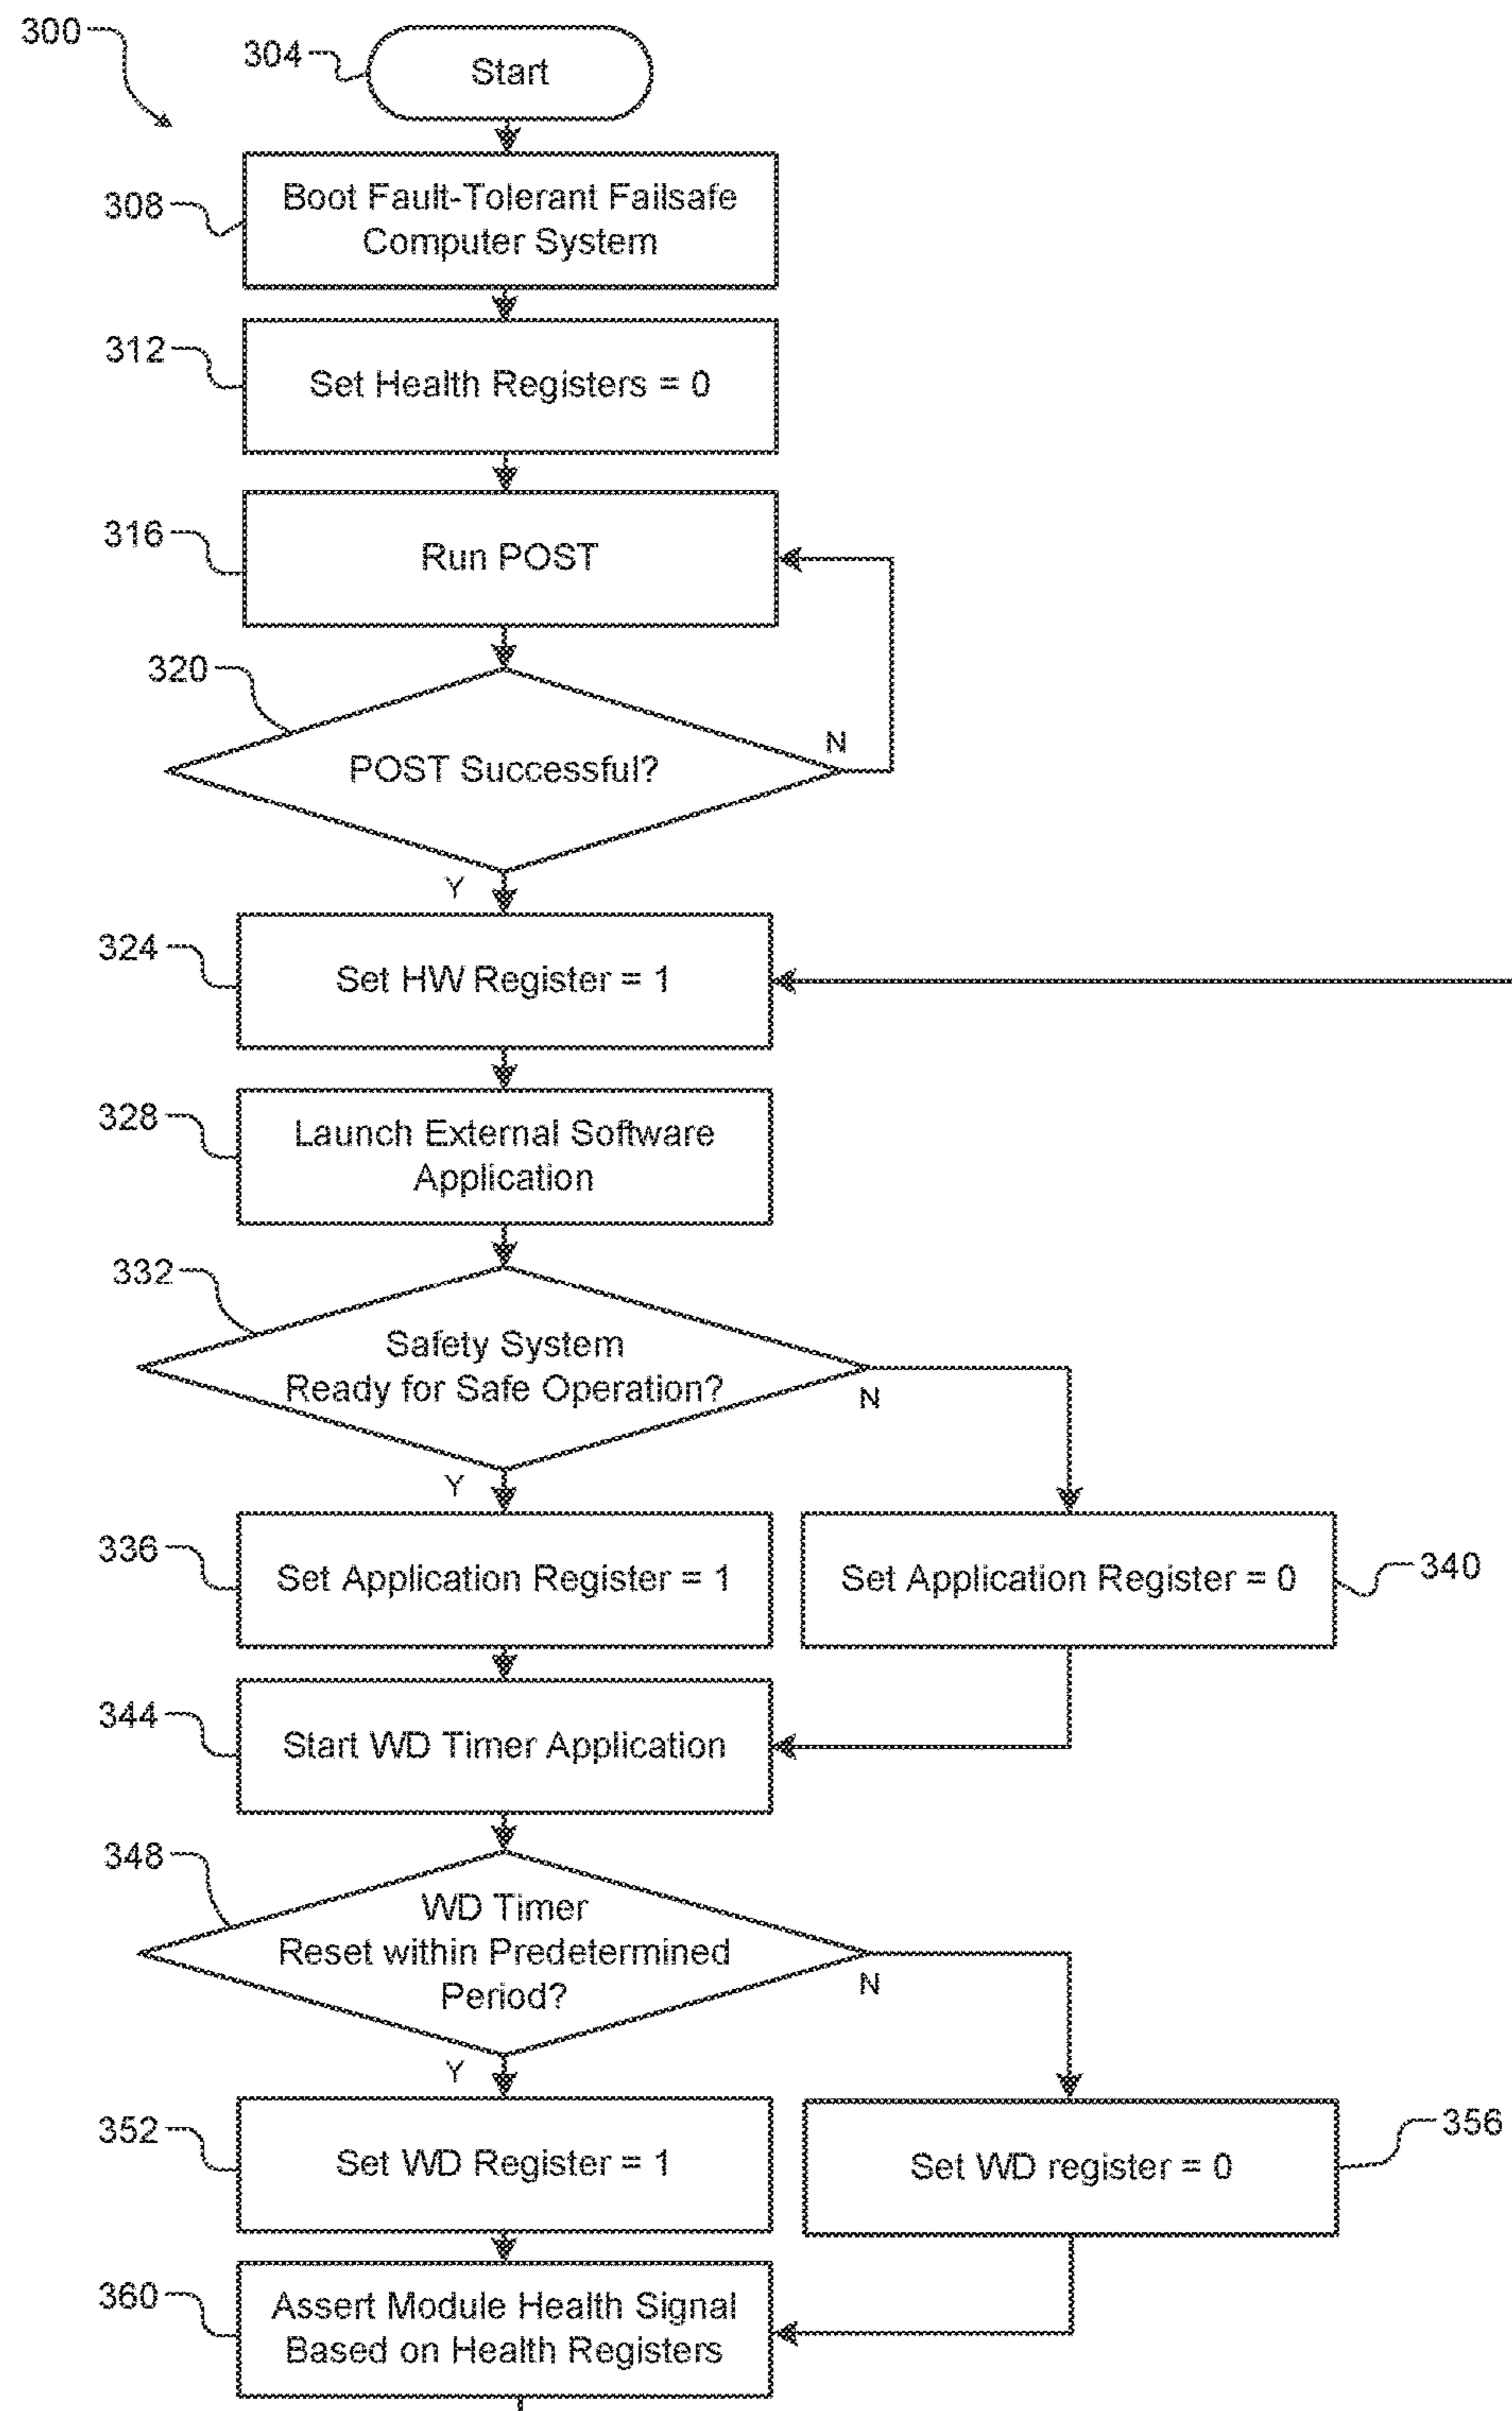 300
304
Start
308
Boot Fault-Tolerant Failsafe
Computer System
312
Set Health Registers = 0
316
Run POST
320
POST Successful?
N
Y
324
Set HW Register = 1
328
Launch External Software
Application
332
Safety System
Ready for Safe Operation?
N
Y
336
Set Application Register = 1
Set Application Register = 0
340
344
Start WD Timer Application
348
WD Timer
Reset within Predetermined
Period?
N
Y
352
Set WD Register = 1
Set WD register = 0
356
360
Assert Module Health Signal
Based on Health Registers